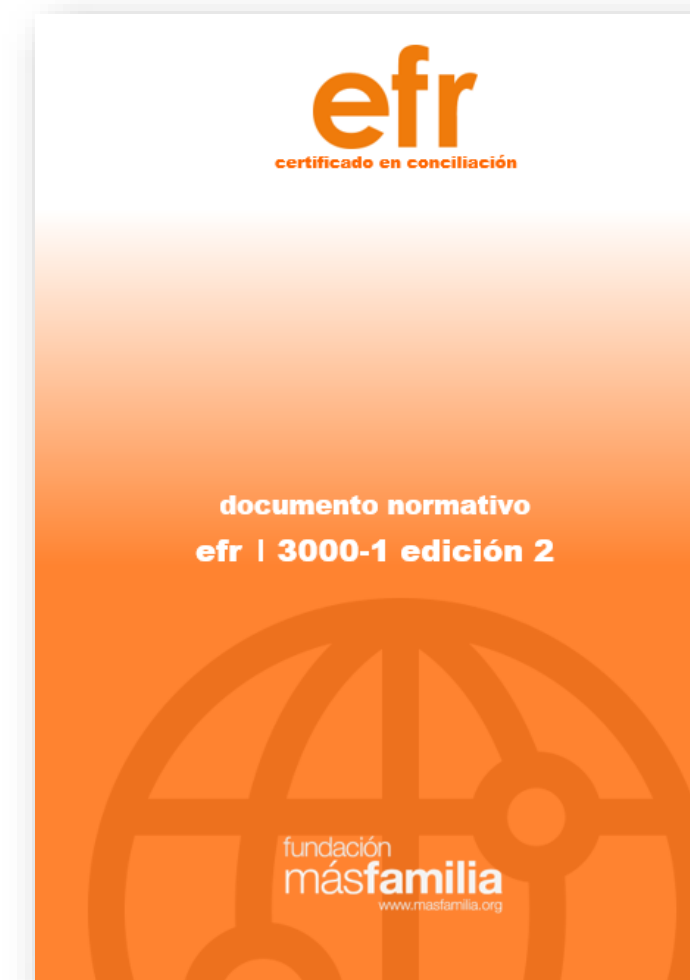 efr
certificado en conciliación
documento normativo
efr | 3000-1 edición 2
fundación
másfamilia
www.masfamilia.org